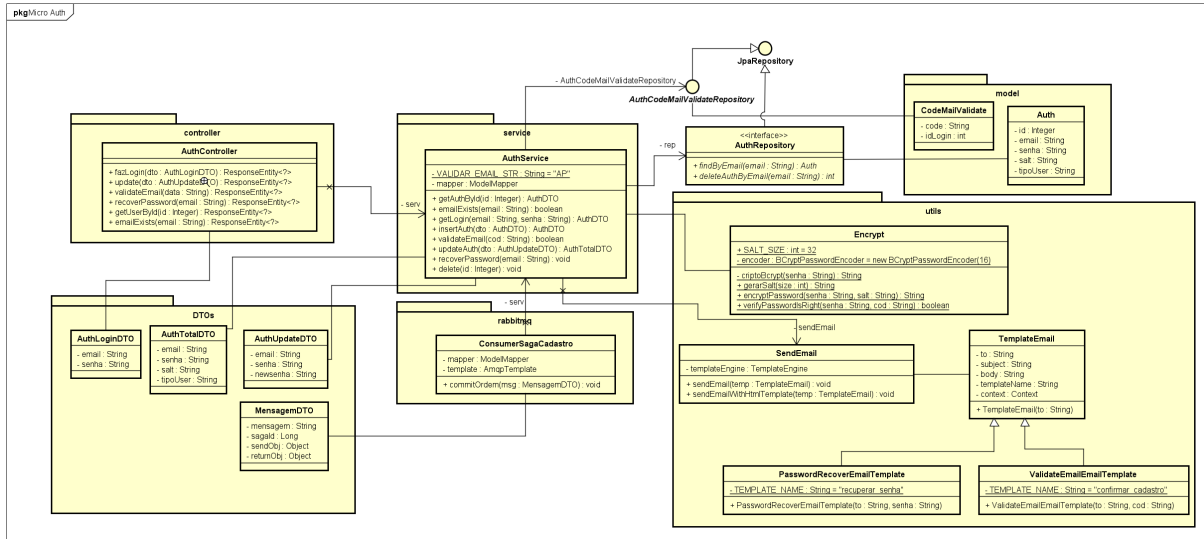 pkg Micro Auth
JpaRepository
- AuthCodeMailValidateRepository
AuthCodeMailValidateRepository
model
CodeMailValidate
- code : String
- idLogin : int
Auth
- id : Integer
- email : String
- senha : String
- salt : String
- tipoUser : String
controller
AuthController
+ fazLogin(dto : AuthLoginDTO) : ResponseEntity<?>
+ update(dto : AuthUpdateDTO) : ResponseEntity<?>
+ validateEmail(data : String) : ResponseEntity<?>
+ recoverPassword(email : String) : ResponseEntity<?>
+ getUserById(id : Integer) : ResponseEntity<?>
+ emailExists(email : String) : ResponseEntity<?>
- serv
service
AuthService
- VALIDAR_EMAIL_STR : String = "AP"
- mapper : ModelMapper
+ getAuthById(id : Integer) : AuthDTO
+ emailExists(email : String) : boolean
+ getLogin(email : String, senha : String) : AuthDTO
+ insertAuth(dto : AuthDTO) : AuthDTO
+ validateEmail(cod : String) : boolean
+ updateAuth(dto : AuthUpdateDTO) : AuthTotalDTO
+ recoverPassword(email : String) : void
+ delete(id : Integer) : void
- rep
<<interface>>
AuthRepository
+ findByEmail(email : String) : Auth
+ deleteAuthByEmail(email : String) : int
utils
Encrypt
+ SALT_SIZE : int = 32
- encoder : BCryptPasswordEncoder = new BCryptPasswordEncoder(16)
- criptoBcrypt(senha : String) : String
+ gerarSalt(size : int) : String
+ encryptPassword(senha : String, salt : String) : String
+ verifyPasswordIsRight(senha : String, cod : String) : boolean
- sendEmail
SendEmail
- templateEngine : TemplateEngine
+ sendEmail(temp : TemplateEmail) : void
+ sendEmailWithHtmlTemplate(temp : TemplateEmail) : void
TemplateEmail
- to : String
- subject : String
- body : String
- templateName : String
- context : Context
+ TemplateEmail(to : String)
PasswordRecoverEmailTemplate
- TEMPLATE_NAME : String = "recuperar_senha"
+ PasswordRecoverEmailTemplate(to : String, senha : String)
ValidateEmailEmailTemplate
- TEMPLATE_NAME : String = "confirmar_cadastro"
+ ValidateEmailEmailTemplate(to : String, cod : String)
- serv
ConsumerSagaCadastro
- mapper : ModelMapper
- template : AmqpTemplate
+ commitOrdem(msg : MensagemDTO) : void
DTOs
AuthLoginDTO
- email : String
- senha : String
AuthTotalDTO
- email : String
- senha : String
- salt : String
- tipoUser : String
AuthUpdateDTO
- email : String
- senha : String
- newsenha : String
MensagemDTO
- mensagem : String
- sagaId : Long
- sendObj : Object
- returnObj : Object